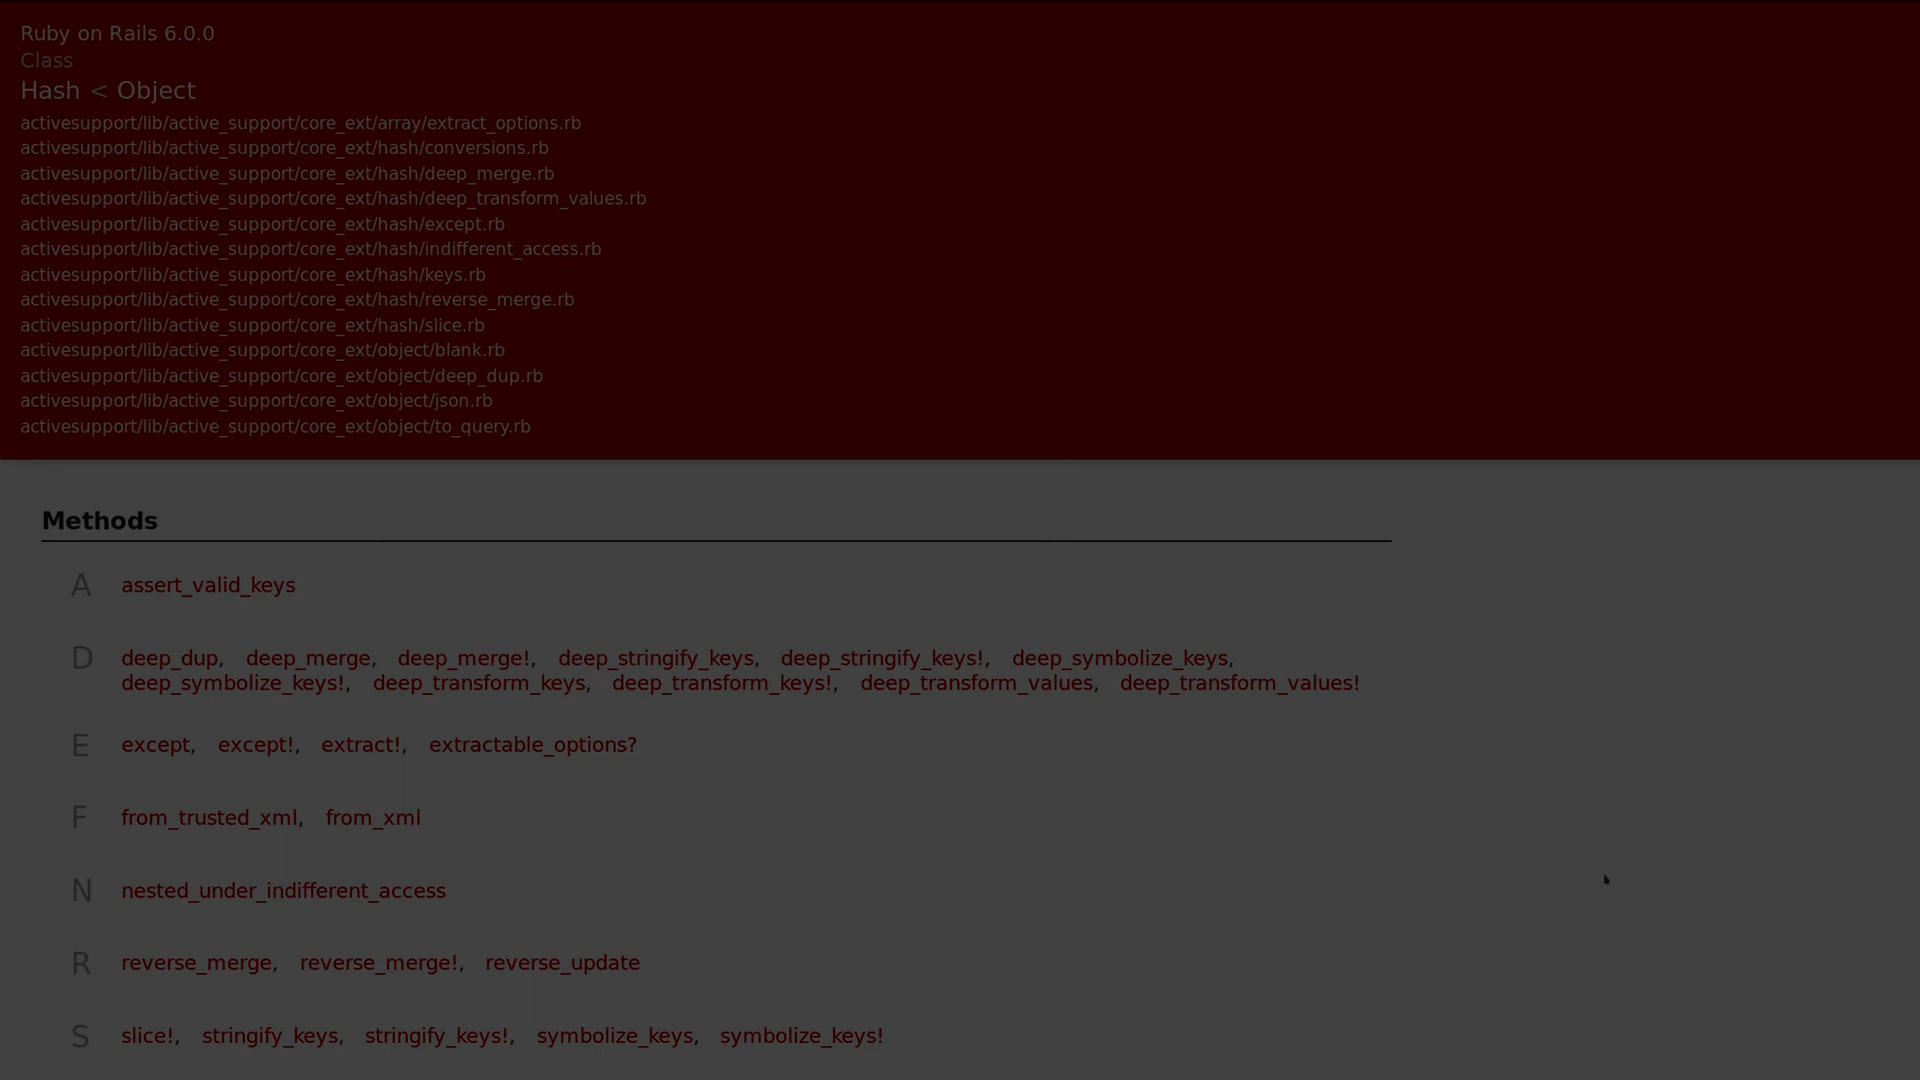 Ruby on Rails 6.0.0
Class
Hash < Object
activesupport/lib/active_support/core_ext/array/extract_options.rb
activesupport/lib/active_support/core_ext/hash/conversions.rb
activesupport/lib/active_support/core_ext/hash/deep_merge.rb
activesupport/lib/active_support/core_ext/hash/deep_transform_values.rb
activesupport/lib/active_support/core_ext/hash/except.rb
activesupport/lib/active_support/core_ext/hash/indifferent_access.rb
activesupport/lib/active_support/core_ext/hash/keys.rb
activesupport/lib/active_support/core_ext/hash/reverse_merge.rb
activesupport/lib/active_support/core_ext/hash/slice.rb
activesupport/lib/active_support/core_ext/object/blank.rb
activesupport/lib/active_support/core_ext/object/deep_dup.rb
activesupport/lib/active_support/core_ext/object/json.rb
activesupport/lib/active_support/core_ext/object/to_query.rb
Methods
A assert_valid_keys
D deep_dup, deep_merge, deep_merge!, deep_stringify_keys, deep_stringify_keys!, deep_symbolize_keys,
deep_symbolize_keys!, deep_transform_keys, deep_transform_keys!, deep_transform_values, deep_transform_values!
E except, except!, extract!, extractable_options?
F from_trusted_xml, from_xml
N nested_under_indifferent_access
R reverse_merge, reverse_merge!, reverse_update
S slice!, stringify_keys, stringify_keys!, symbolize_keys, symbolize_keys!